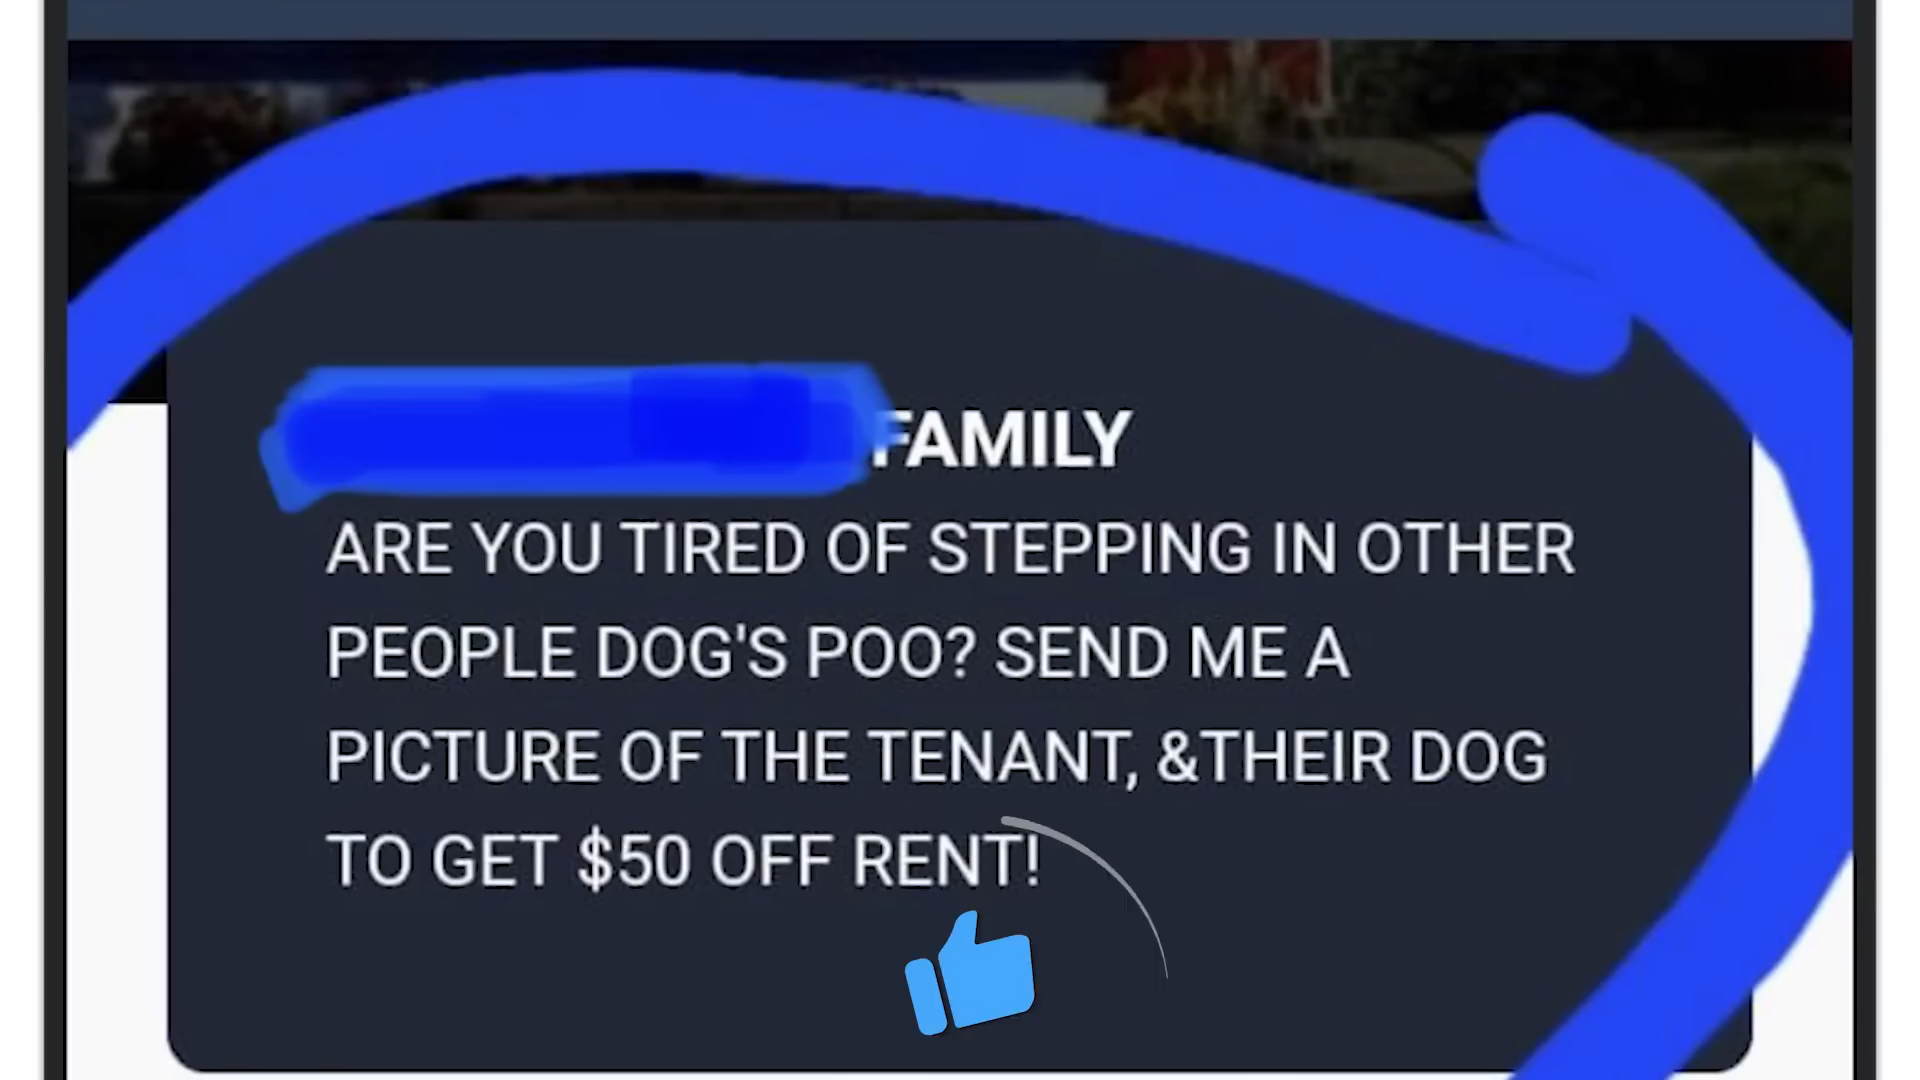 FAMILY
ARE YOU TIRED OF STEPPING IN OTHER
PEOPLE DOG'S POO? SEND ME A
PICTURE OF THE TENANT, &THEIR DOG
TO GET $50 OFF RENT!